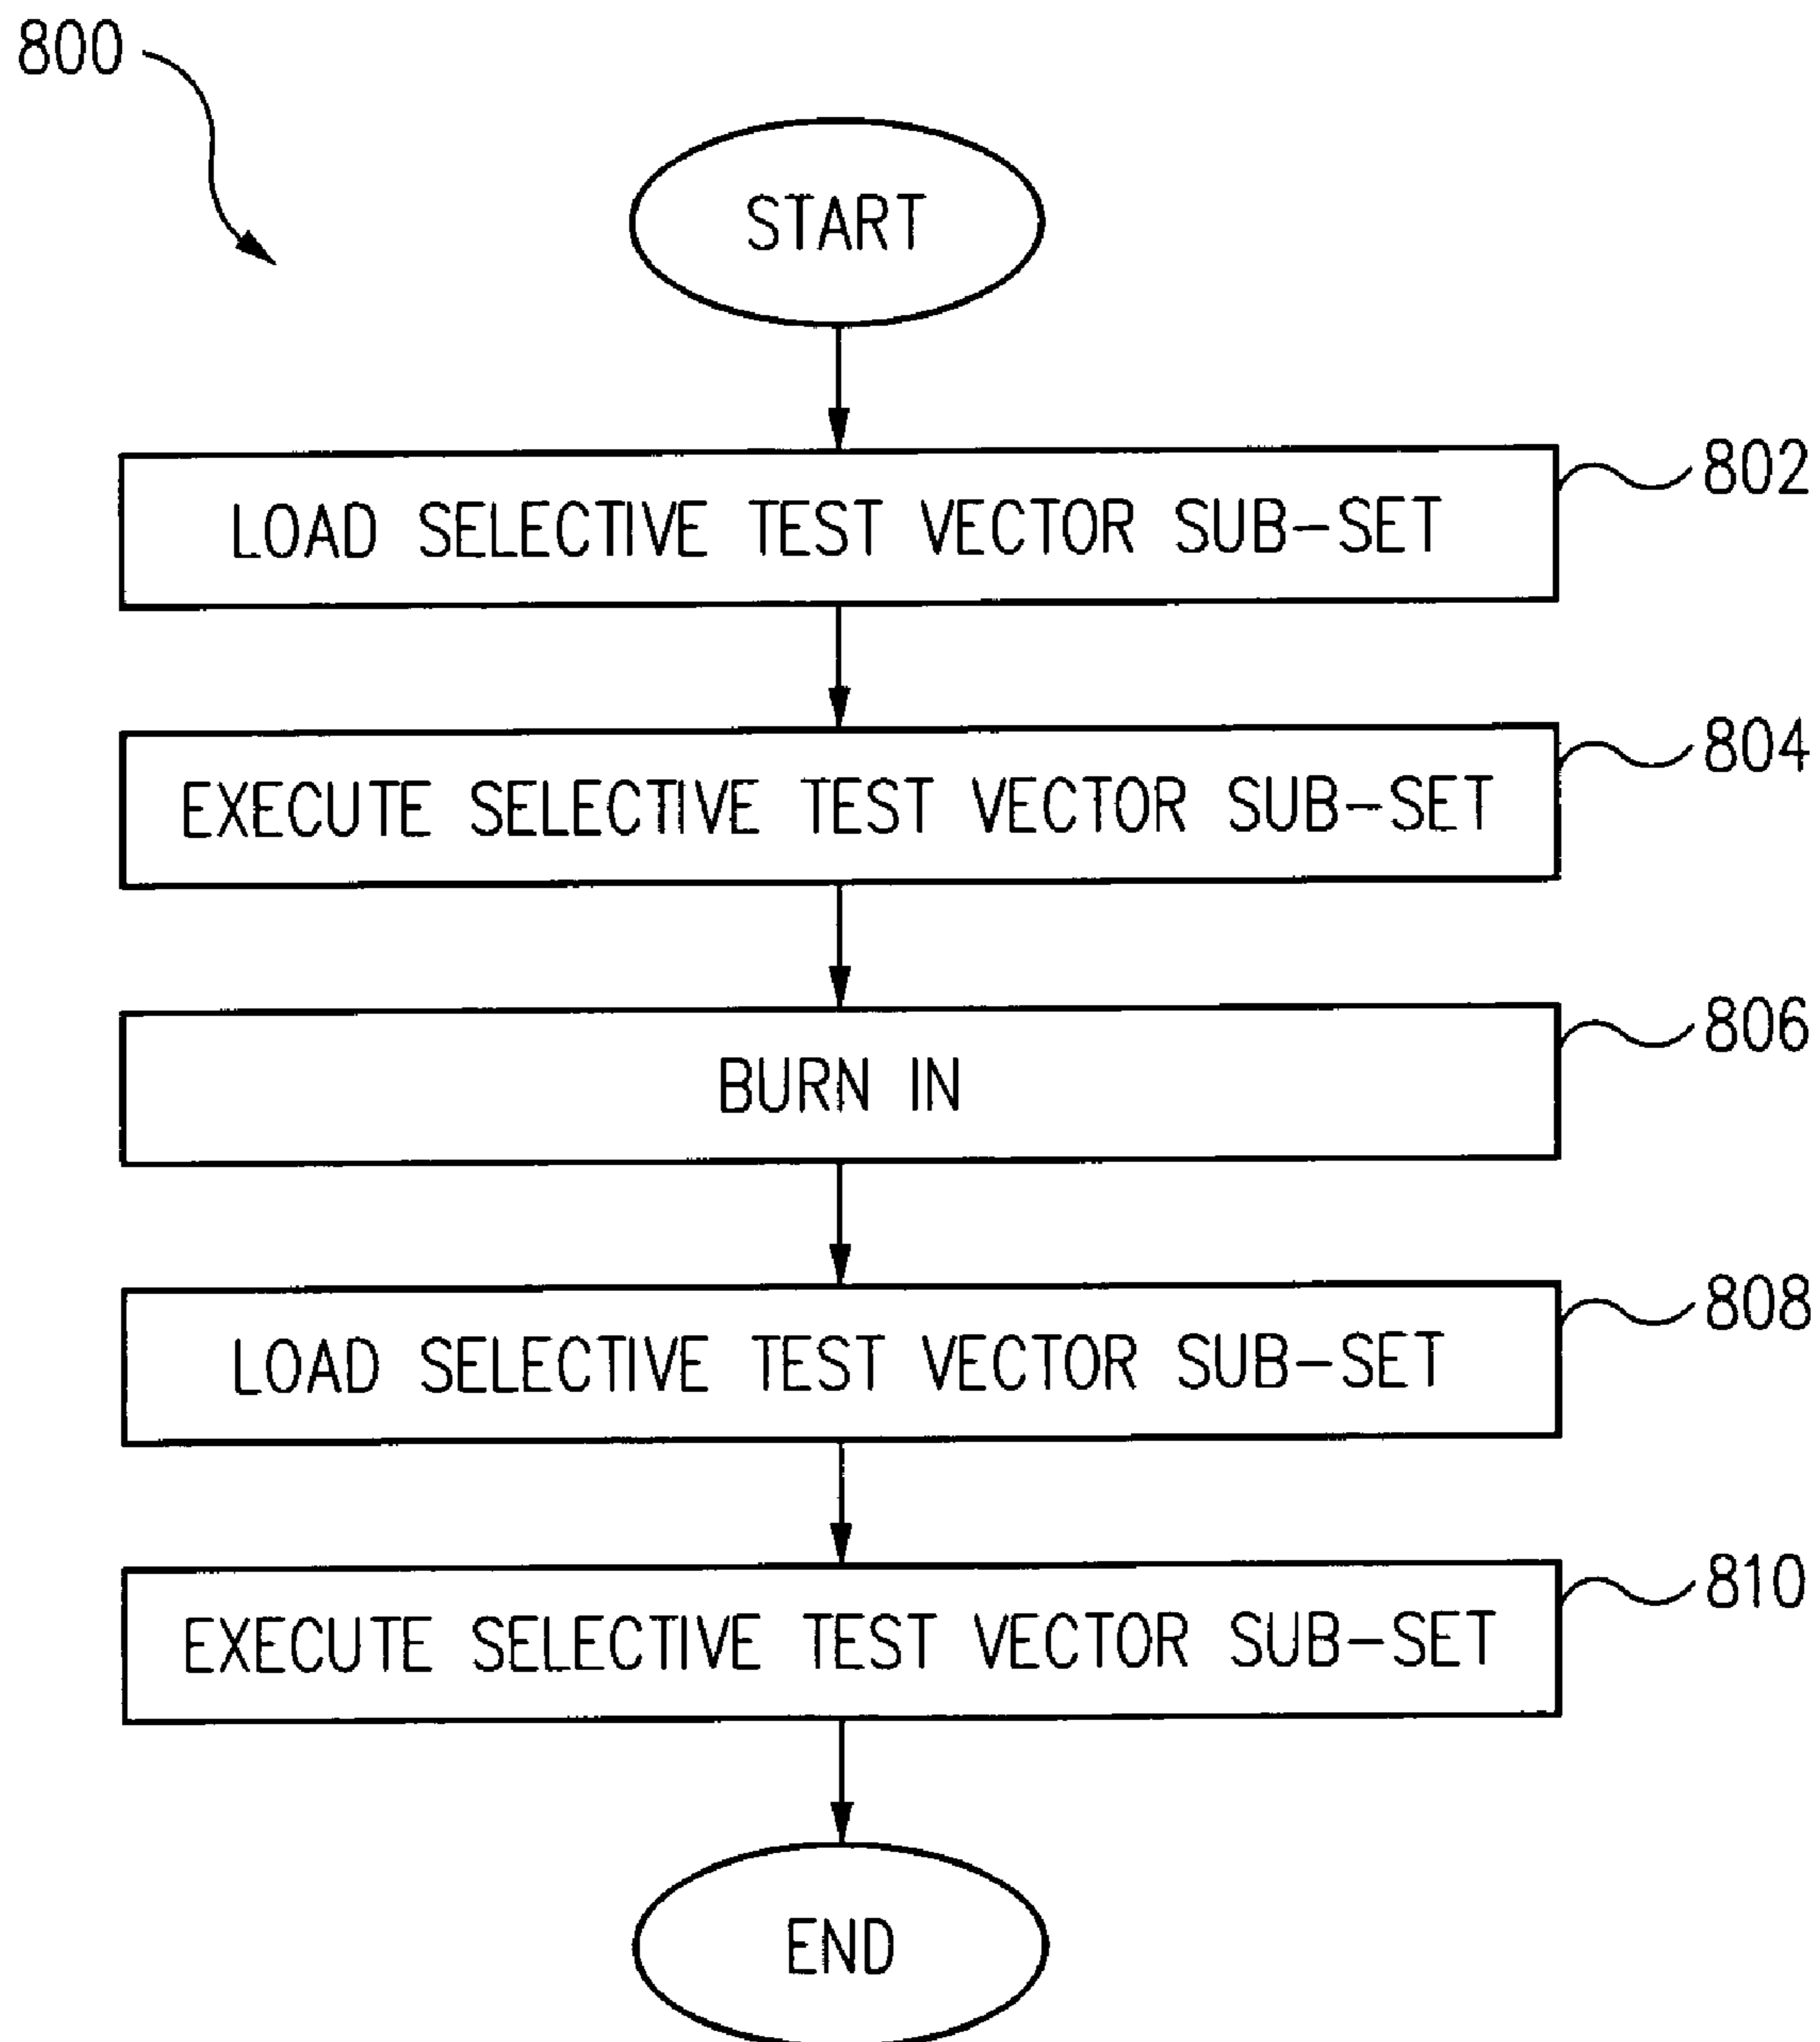 800
START
LOAD SELECTIVE TEST VECTOR SUB-SET
802
EXECUTE SELECTIVE TEST VECTOR SUB-SET
804
BURN IN
806
LOAD SELECTIVE TEST VECTOR SUB-SET
808
EXECUTE SELECTIVE TEST VECTOR SUB-SET
810
END